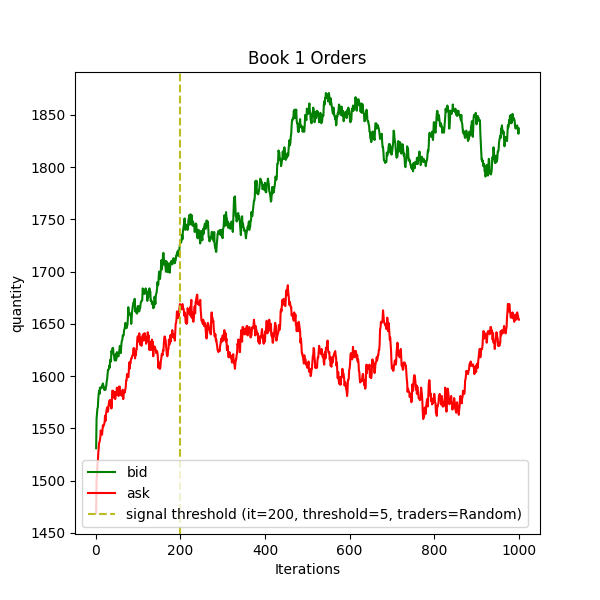 Book 1 Orders
quantity
1850
1800
1750
1700
1650
1600
1550
1500
1450
bid
ask
signal threshold (it=200, threshold=5, traders=Random)
0 200 400 600 800 1000
Iterations